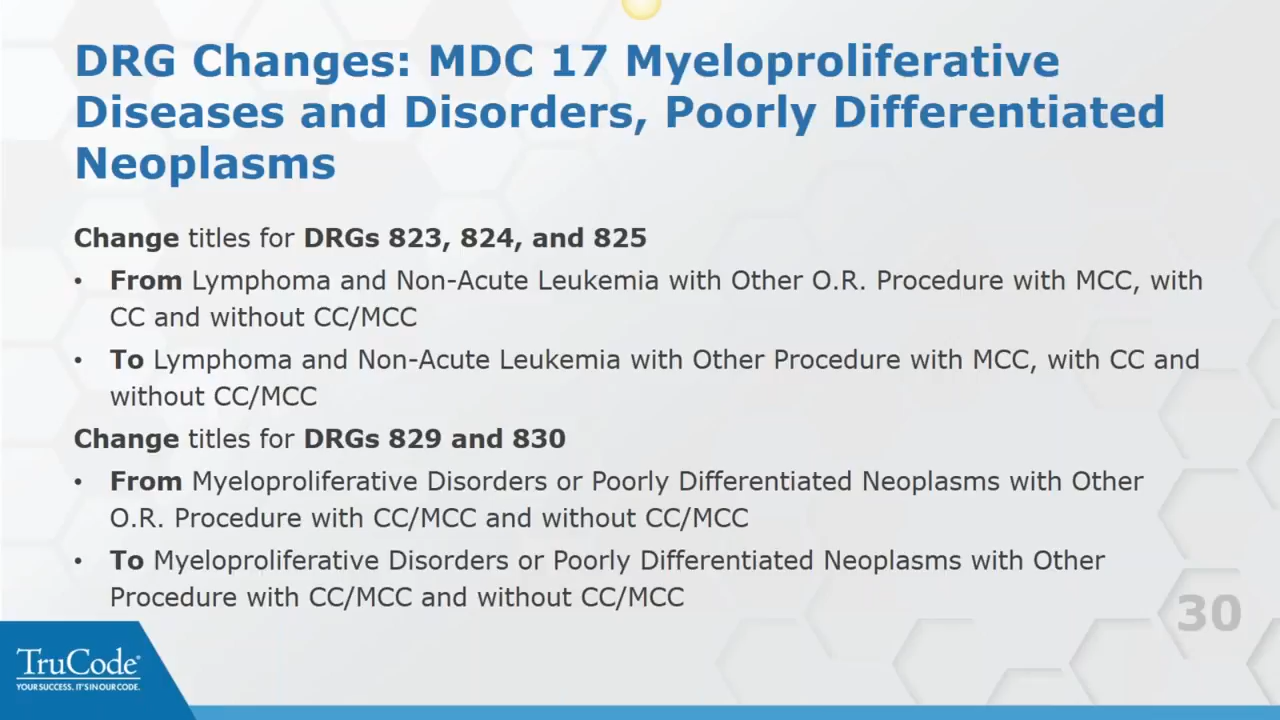 DRG Changes: MDC 17 Myeloproliferative
Diseases and Disorders, Poorly Differentiated
Neoplasms
Change titles for DRGs 823, 824, and 825
• From Lymphoma and Non-Acute Leukemia with Other O.R. Procedure with MCC, with
CC and without CC/MCC
• To Lymphoma and Non-Acute Leukemia with Other Procedure with MCC, with CC and
without CC/MCC
Change titles for DRGs 829 and 830
• From Myeloproliferative Disorders or Poorly Differentiated Neoplasms with Other
O.R. Procedure with CC/MCC and without CC/MCC
• To Myeloproliferative Disorders or Poorly Differentiated Neoplasms with Other
Procedure with CC/MCC and without CC/MCC
30
TruCode®
YOUR SUCCESS. IT'S IN OUR CODE.